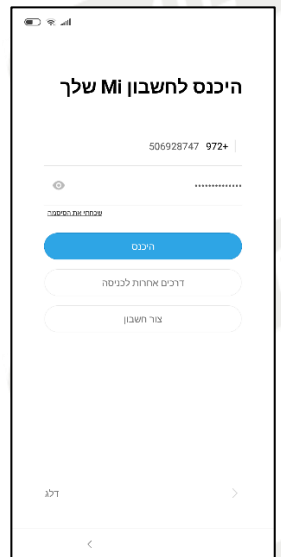 היכנס לחשבון Mi שלך
+972 506928747
••••••••••••••
שכחתי את הסיסמה
היכנס
דרכים אחרות לכניסה
צור חשבון
דלג